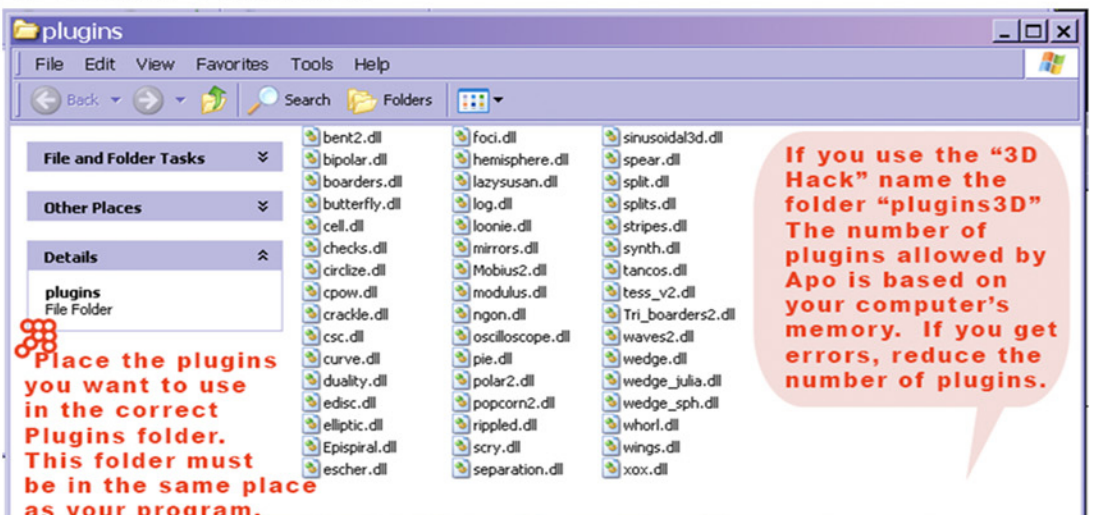 plugins
File Edit View Favorites Tools Help
Back Search Folders
File and Folder Tasks
Other Places
Details
plugins
File Folder
Place the plugins
you want to use
in the correct
Plugins folder.
This folder must
be in the same place
as your program.
bent2.dll
bipolar.dll
boarders.dll
butterfly.dll
cell.dll
checks.dll
circlize.dll
cpow.dll
crackle.dll
csc.dll
curve.dll
duality.dll
edisc.dll
elliptic.dll
Epispiral.dll
escher.dll
foci.dll
hemisphere.dll
lazysusan.dll
log.dll
loonie.dll
mirrors.dll
Mobius2.dll
modulus.dll
ngon.dll
oscilloscope.dll
pie.dll
polar2.dll
popcorn2.dll
rippled.dll
scry.dll
separation.dll
sinusoidal3d.dll
spear.dll
split.dll
splits.dll
stripes.dll
synth.dll
tancos.dll
tess_v2.dll
Tri_boarders2.dll
waves2.dll
wedge.dll
wedge_julia.dll
wedge_sph.dll
whorl.dll
wings.dll
xox.dll
If you use the “3D
Hack” name the
folder “plugins3D”
The number of
plugins allowed by
Apo is based on
your computer’s
memory. If you get
errors, reduce the
number of plugins.